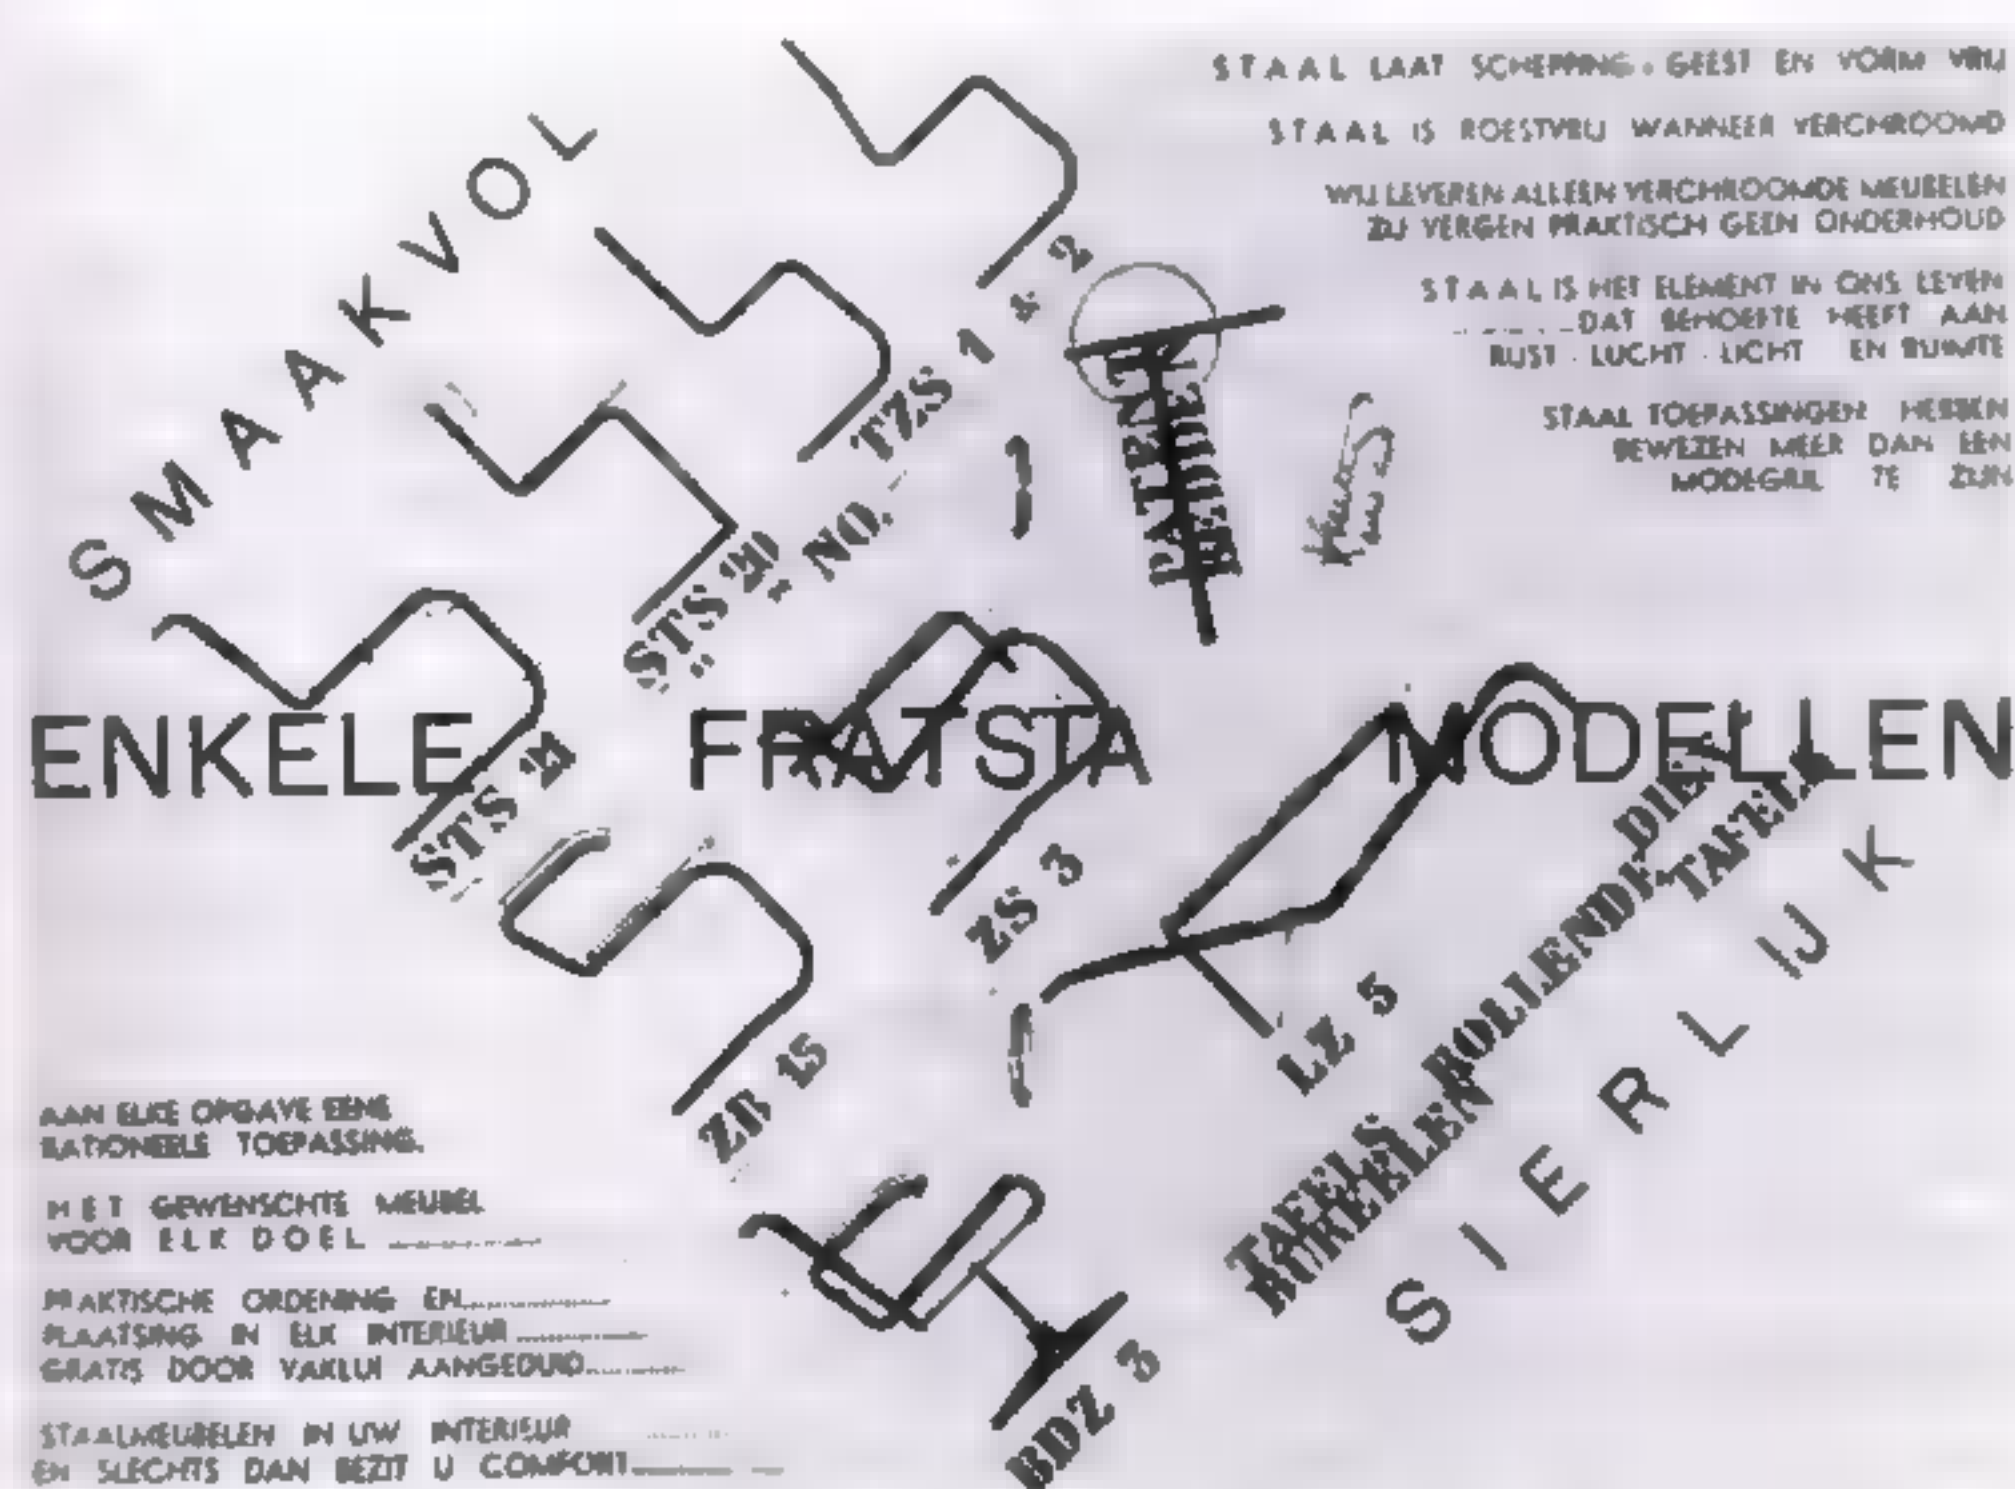 STAAL LAAT SCHEPPING. GEEST EN VORM VRIJ
STAAL IS ROESTVRIJ WANNEER VERCHROOMD
WIJ LEVEREN ALLEEN VERCHROOMDE MEUBELEN
ZIJ VERGEN PRAKTISCH GEEN ONDERHOUD
STAAL IS HET ELEMENT IN ONS LEVEN
DAT BEHOEFTE HEEFT AAN
RUST · LUCHT · LICHT EN RUIMTE
STAAL TOEPASSINGEN HEBBEN
BEWEZEN MEER DAN EEN
MODEGRIL TE ZIJN
SMAAKVOL
TZS 1 & 2
STS 20
" NO. -
ENKELE FRATSTA MODELLEN
STS 21
ZS 3
LZ 5
ZB 15
BDZ 3
TAFELS ROLLENDE DIEN
BUREELEN TAFELS
SIERLIJK
AAN ELKE OPGAVE EENE
RATIONEELE TOEPASSING.
HET GEWENSCHTE MEUBEL
VOOR ELK DOEL
PRAKTISCHE ORDENING EN
PLAATSING IN ELK INTERIEUR
GRATIS DOOR VAKLUI AANGEDUID
STAALMEUBELEN IN UW INTERIEUR
EN SLECHTS DAN BEZIT U COMFORT